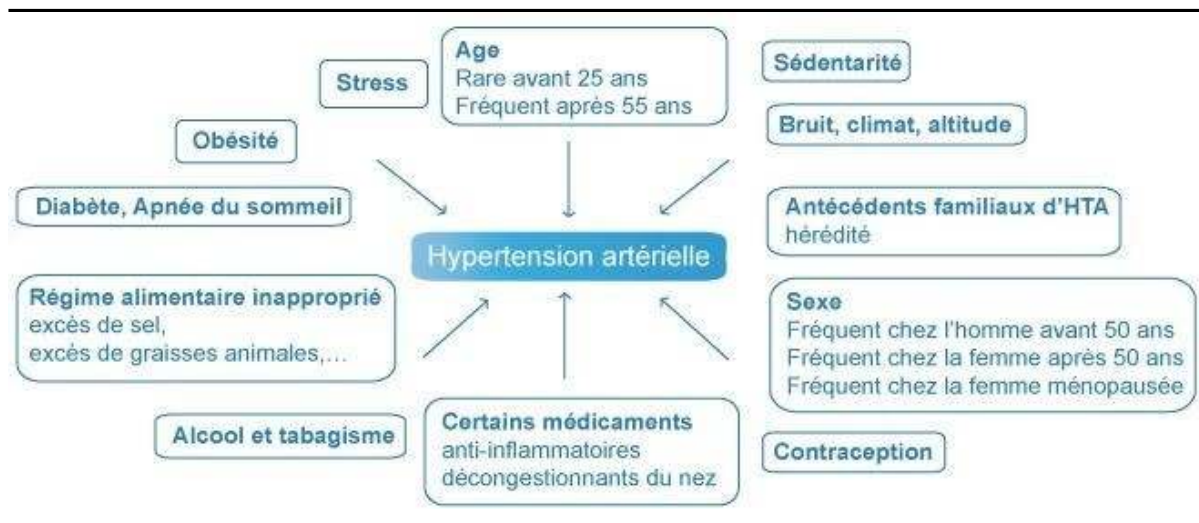 Age
Rare avant 25 ans
Fréquent après 55 ans
Stress
Sédentarité
Obésité
Bruit, climat, altitude
Diabète, Apnée du sommeil
Antécédents familiaux d'HTA
hérédité
Hypertension artérielle
Régime alimentaire inapproprié
excès de sel,
excès de graisses animales,...
Sexe
Fréquent chez l'homme avant 50 ans
Fréquent chez la femme après 50 ans
Fréquent chez la femme ménopausée
Alcool et tabagisme
Certains médicaments
anti-inflammatoires
décongestionnants du nez
Contraception